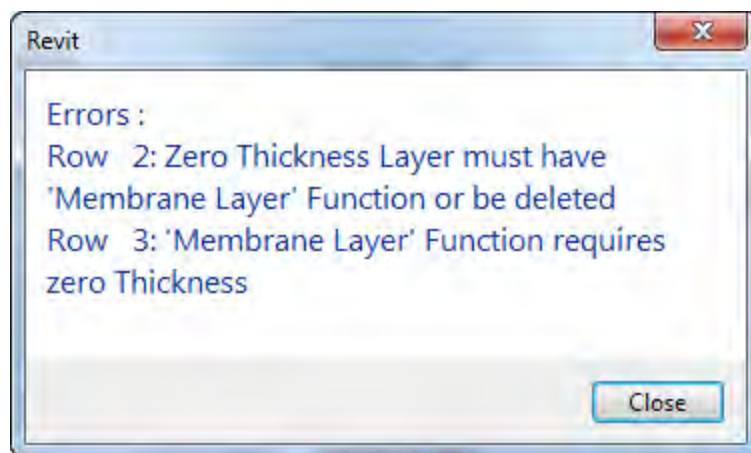 Revit
Errors :
Row 2: Zero Thickness Layer must have
'Membrane Layer' Function or be deleted
Row 3: 'Membrane Layer' Function requires
zero Thickness
Close